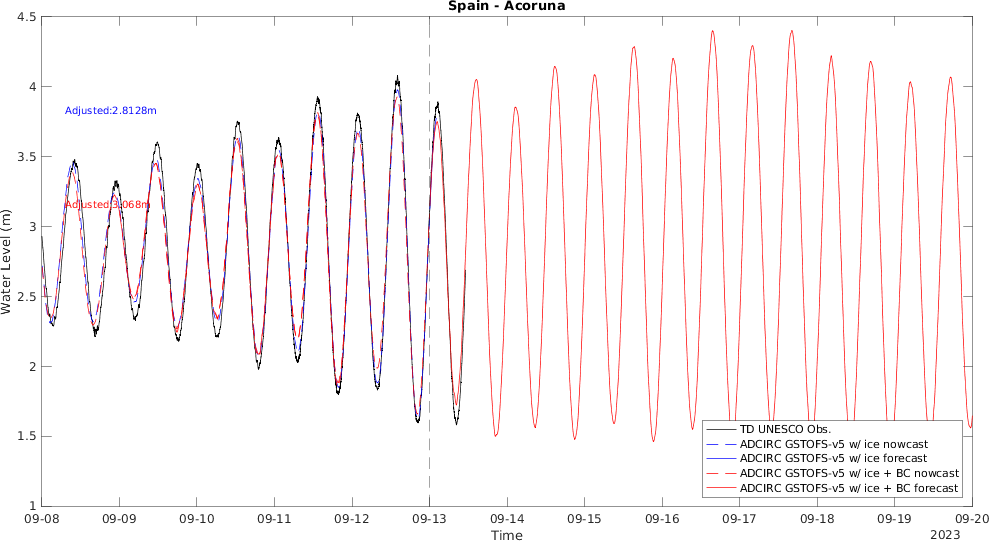 Spain - Acoruna
4.5
4
3.5
3
2.5
2
1.5
1
Water Level (m)
Adjusted:2.8128m
Adjusted:3.068m
TD UNESCO Obs.
ADCIRC GSTOFS-v5 w/ ice nowcast
ADCIRC GSTOFS-v5 w/ ice forecast
ADCIRC GSTOFS-v5 w/ ice + BC nowcast
ADCIRC GSTOFS-v5 w/ ice + BC forecast
09-08 09-09 09-10 09-11 09-12 09-13 09-14 09-15 09-16 09-17 09-18 09-19 09-20
Time
2023